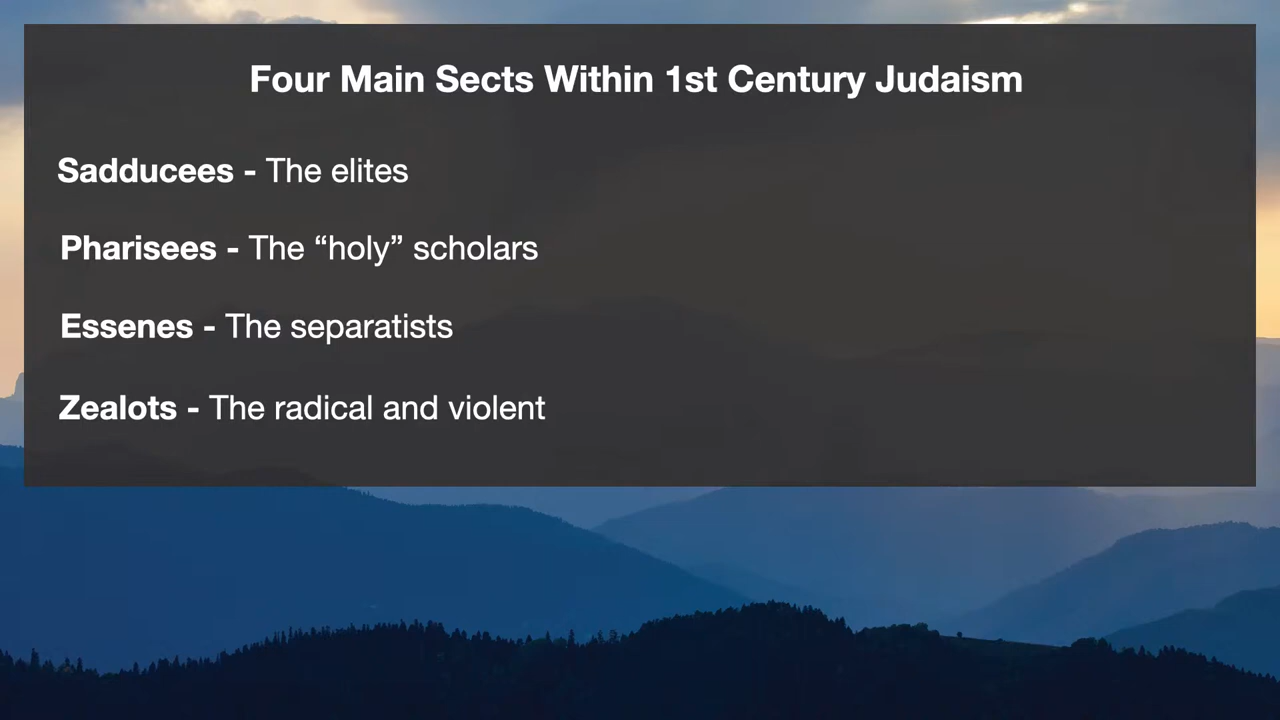 Four Main Sects Within 1st Century Judaism
Sadducees - The elites
Pharisees - The “holy” scholars
Essenes - The separatists
Zealots - The radical and violent